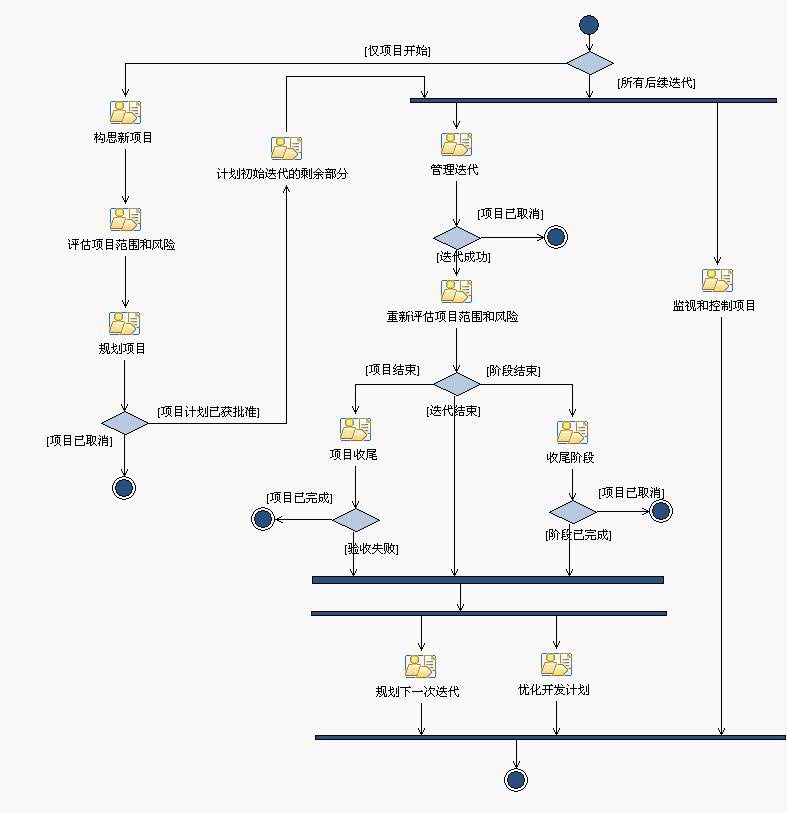 [仅项目开始]
[所有后续迭代]
构思新项目
计划初始迭代的剩余部分
管理迭代
[项目已取消]
评估项目范围和风险
[迭代成功]
监视和控制项目
重新评估项目范围和风险
规划项目
[项目结束]
[阶段结束]
[项目计划已获批准]
[迭代结束]
[项目已取消]
项目收尾
收尾阶段
[项目已完成]
[项目已取消]
[阶段已完成]
[验收失败]
规划下一次迭代
优化开发计划